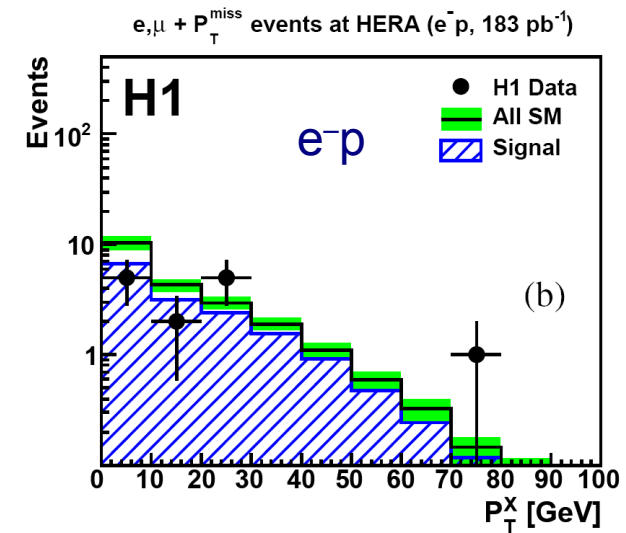 e,μ + P_T^miss events at HERA (e⁻p, 183 pb⁻¹)
Events
H1
e⁻p
H1 Data
All SM
Signal
(b)
10²
10
1
0 10 20 30 40 50 60 70 80 90 100
P_T^X [GeV]